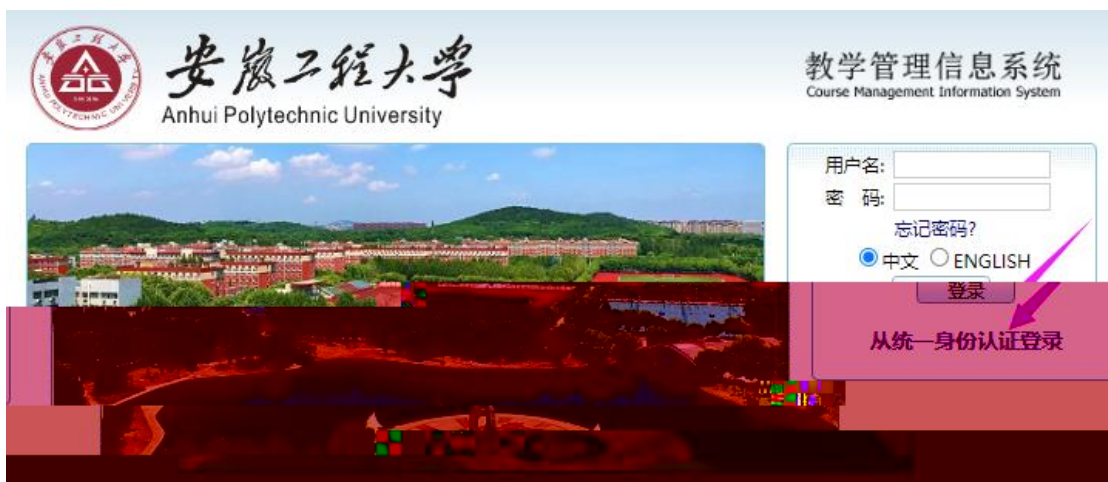 安徽工程大学
Anhui Polytechnic University
教学管理信息系统
Course Management Information System
用户名:
密 码:
忘记密码?
中文 ENGLISH
登录
从统一身份认证登录